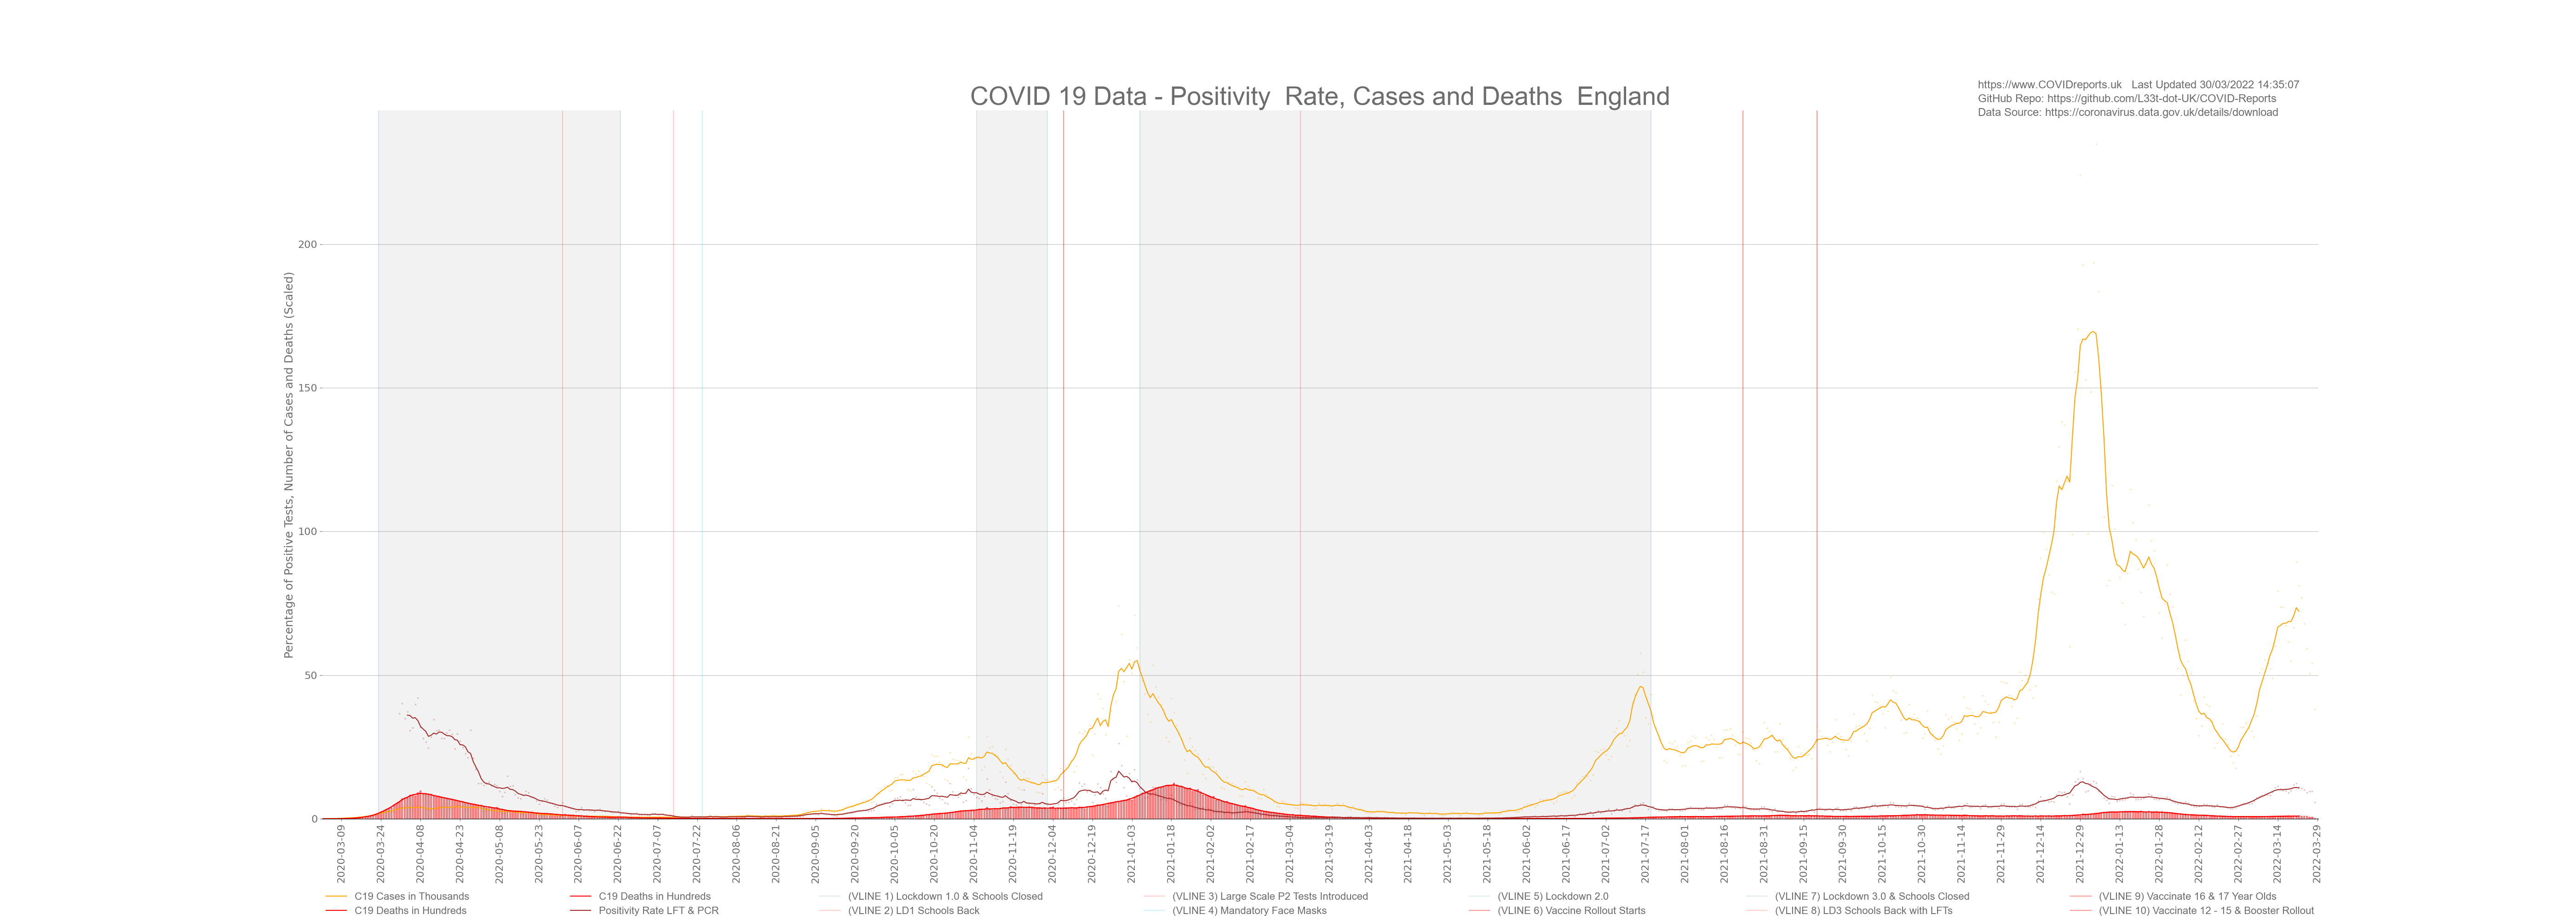 COVID 19 Data - Positivity  Rate, Cases and Deaths  England
https://www.COVIDreports.uk   Last Updated 30/03/2022 14:35:07
GitHub Repo: https://github.com/L33t-dot-UK/COVID-Reports
Data Source: https://coronavirus.data.gov.uk/details/download
Percentage of Positive Tests, Number of Cases and Deaths (Scaled)
200
150
100
50
0
2020-03-09
2020-03-24
2020-04-08
2020-04-23
2020-05-08
2020-05-23
2020-06-07
2020-06-22
2020-07-07
2020-07-22
2020-08-06
2020-08-21
2020-09-05
2020-09-20
2020-10-05
2020-10-20
2020-11-04
2020-11-19
2020-12-04
2020-12-19
2021-01-03
2021-01-18
2021-02-02
2021-02-17
2021-03-04
2021-03-19
2021-04-03
2021-04-18
2021-05-03
2021-05-18
2021-06-02
2021-06-17
2021-07-02
2021-07-17
2021-08-01
2021-08-16
2021-08-31
2021-09-15
2021-09-30
2021-10-15
2021-10-30
2021-11-14
2021-11-29
2021-12-14
2021-12-29
2022-01-13
2022-01-28
2022-02-12
2022-02-27
2022-03-14
2022-03-29
C19 Cases in Thousands
C19 Deaths in Hundreds
C19 Deaths in Hundreds
Positivity Rate LFT & PCR
(VLINE 1) Lockdown 1.0 & Schools Closed
(VLINE 2) LD1 Schools Back
(VLINE 3) Large Scale P2 Tests Introduced
(VLINE 4) Mandatory Face Masks
(VLINE 5) Lockdown 2.0
(VLINE 6) Vaccine Rollout Starts
(VLINE 7) Lockdown 3.0 & Schools Closed
(VLINE 8) LD3 Schools Back with LFTs
(VLINE 9) Vaccinate 16 & 17 Year Olds
(VLINE 10) Vaccinate 12 - 15 & Booster Rollout